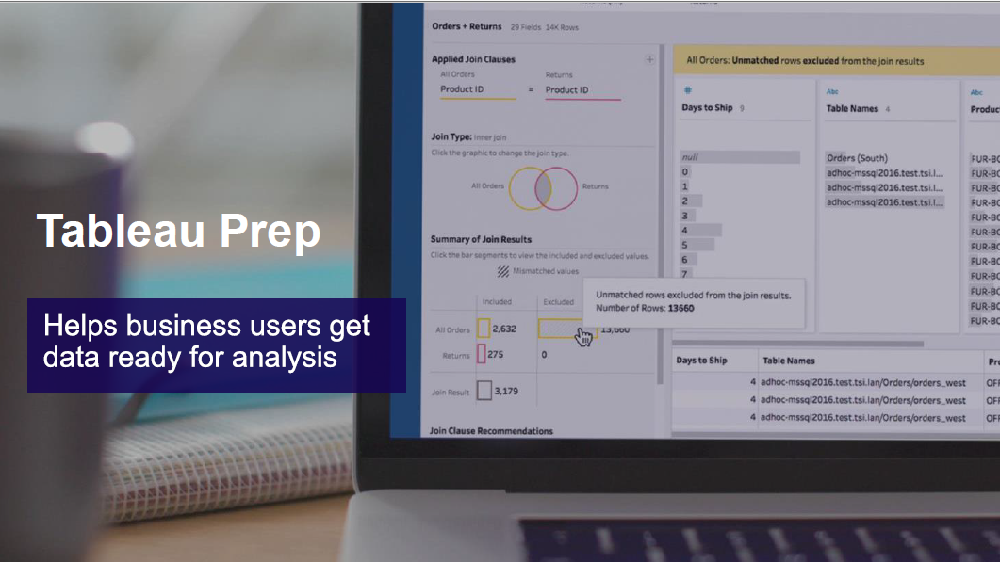 Tableau Prep
Helps business users get
data ready for analysis
Orders + Returns 29 Fields 14K Rows
Applied Join Clauses
All Orders Returns
Product ID = Product ID
Join Type: Inner join
Click the graphic to change the join type.
All Orders Returns
Summary of Join Results
Click the bar segments to view the included and excluded values.
Mismatched values
Included Excluded
All Orders 2,632 13,660
Returns 275 0
Join Result 3,179
Join Clause Recommendations
Unmatched rows excluded from the join results.
Number of Rows: 13660
All Orders: Unmatched rows excluded from the join results
#
Days to Ship 9
null
0
1
2
3
4
5
6
7
Abc
Table Names 4
Orders (South)
adhoc-mssql2016.test.tsi.l...
adhoc-mssql2016.test.tsi.l...
adhoc-mssql2016.test.tsi.l...
Abc
Produc
FUR-BO
FUR-BO
FUR-BO
FUR-BO
FUR-BO
FUR-BO
FUR-BO
FUR-BO
FUR-BO
FUR-BO
FUR-BO
FUR-BO
Days to Ship Table Names Pr
4 adhoc-mssql2016.test.tsi.lan/Orders/orders_west OFF
4 adhoc-mssql2016.test.tsi.lan/Orders/orders_west OFF
4 adhoc-mssql2016.test.tsi.lan/Orders/orders_west OFF